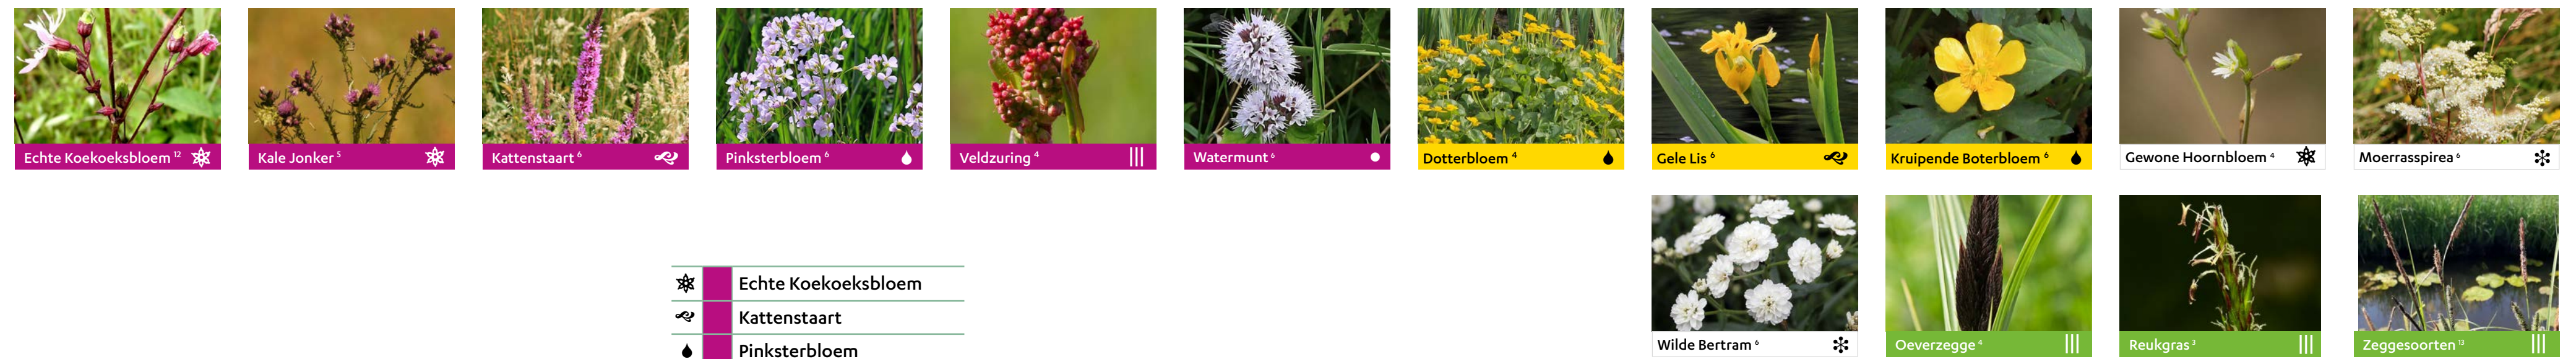 Echte Koekoeksbloem 12
Kale Jonker 5
Kattenstaart 6
Pinksterbloem 6
Veldzuring 4
Watermunt 6
Dotterbloem 4
Gele Lis 6
Kruipende Boterbloem 6
Gewone Hoornbloem 4
Moerrasspirea 6
Wilde Bertram 6
Oeverzegge 4
Reukgras 3
Zeggesoorten 13
Echte Koekoeksbloem
Kattenstaart
Pinksterbloem